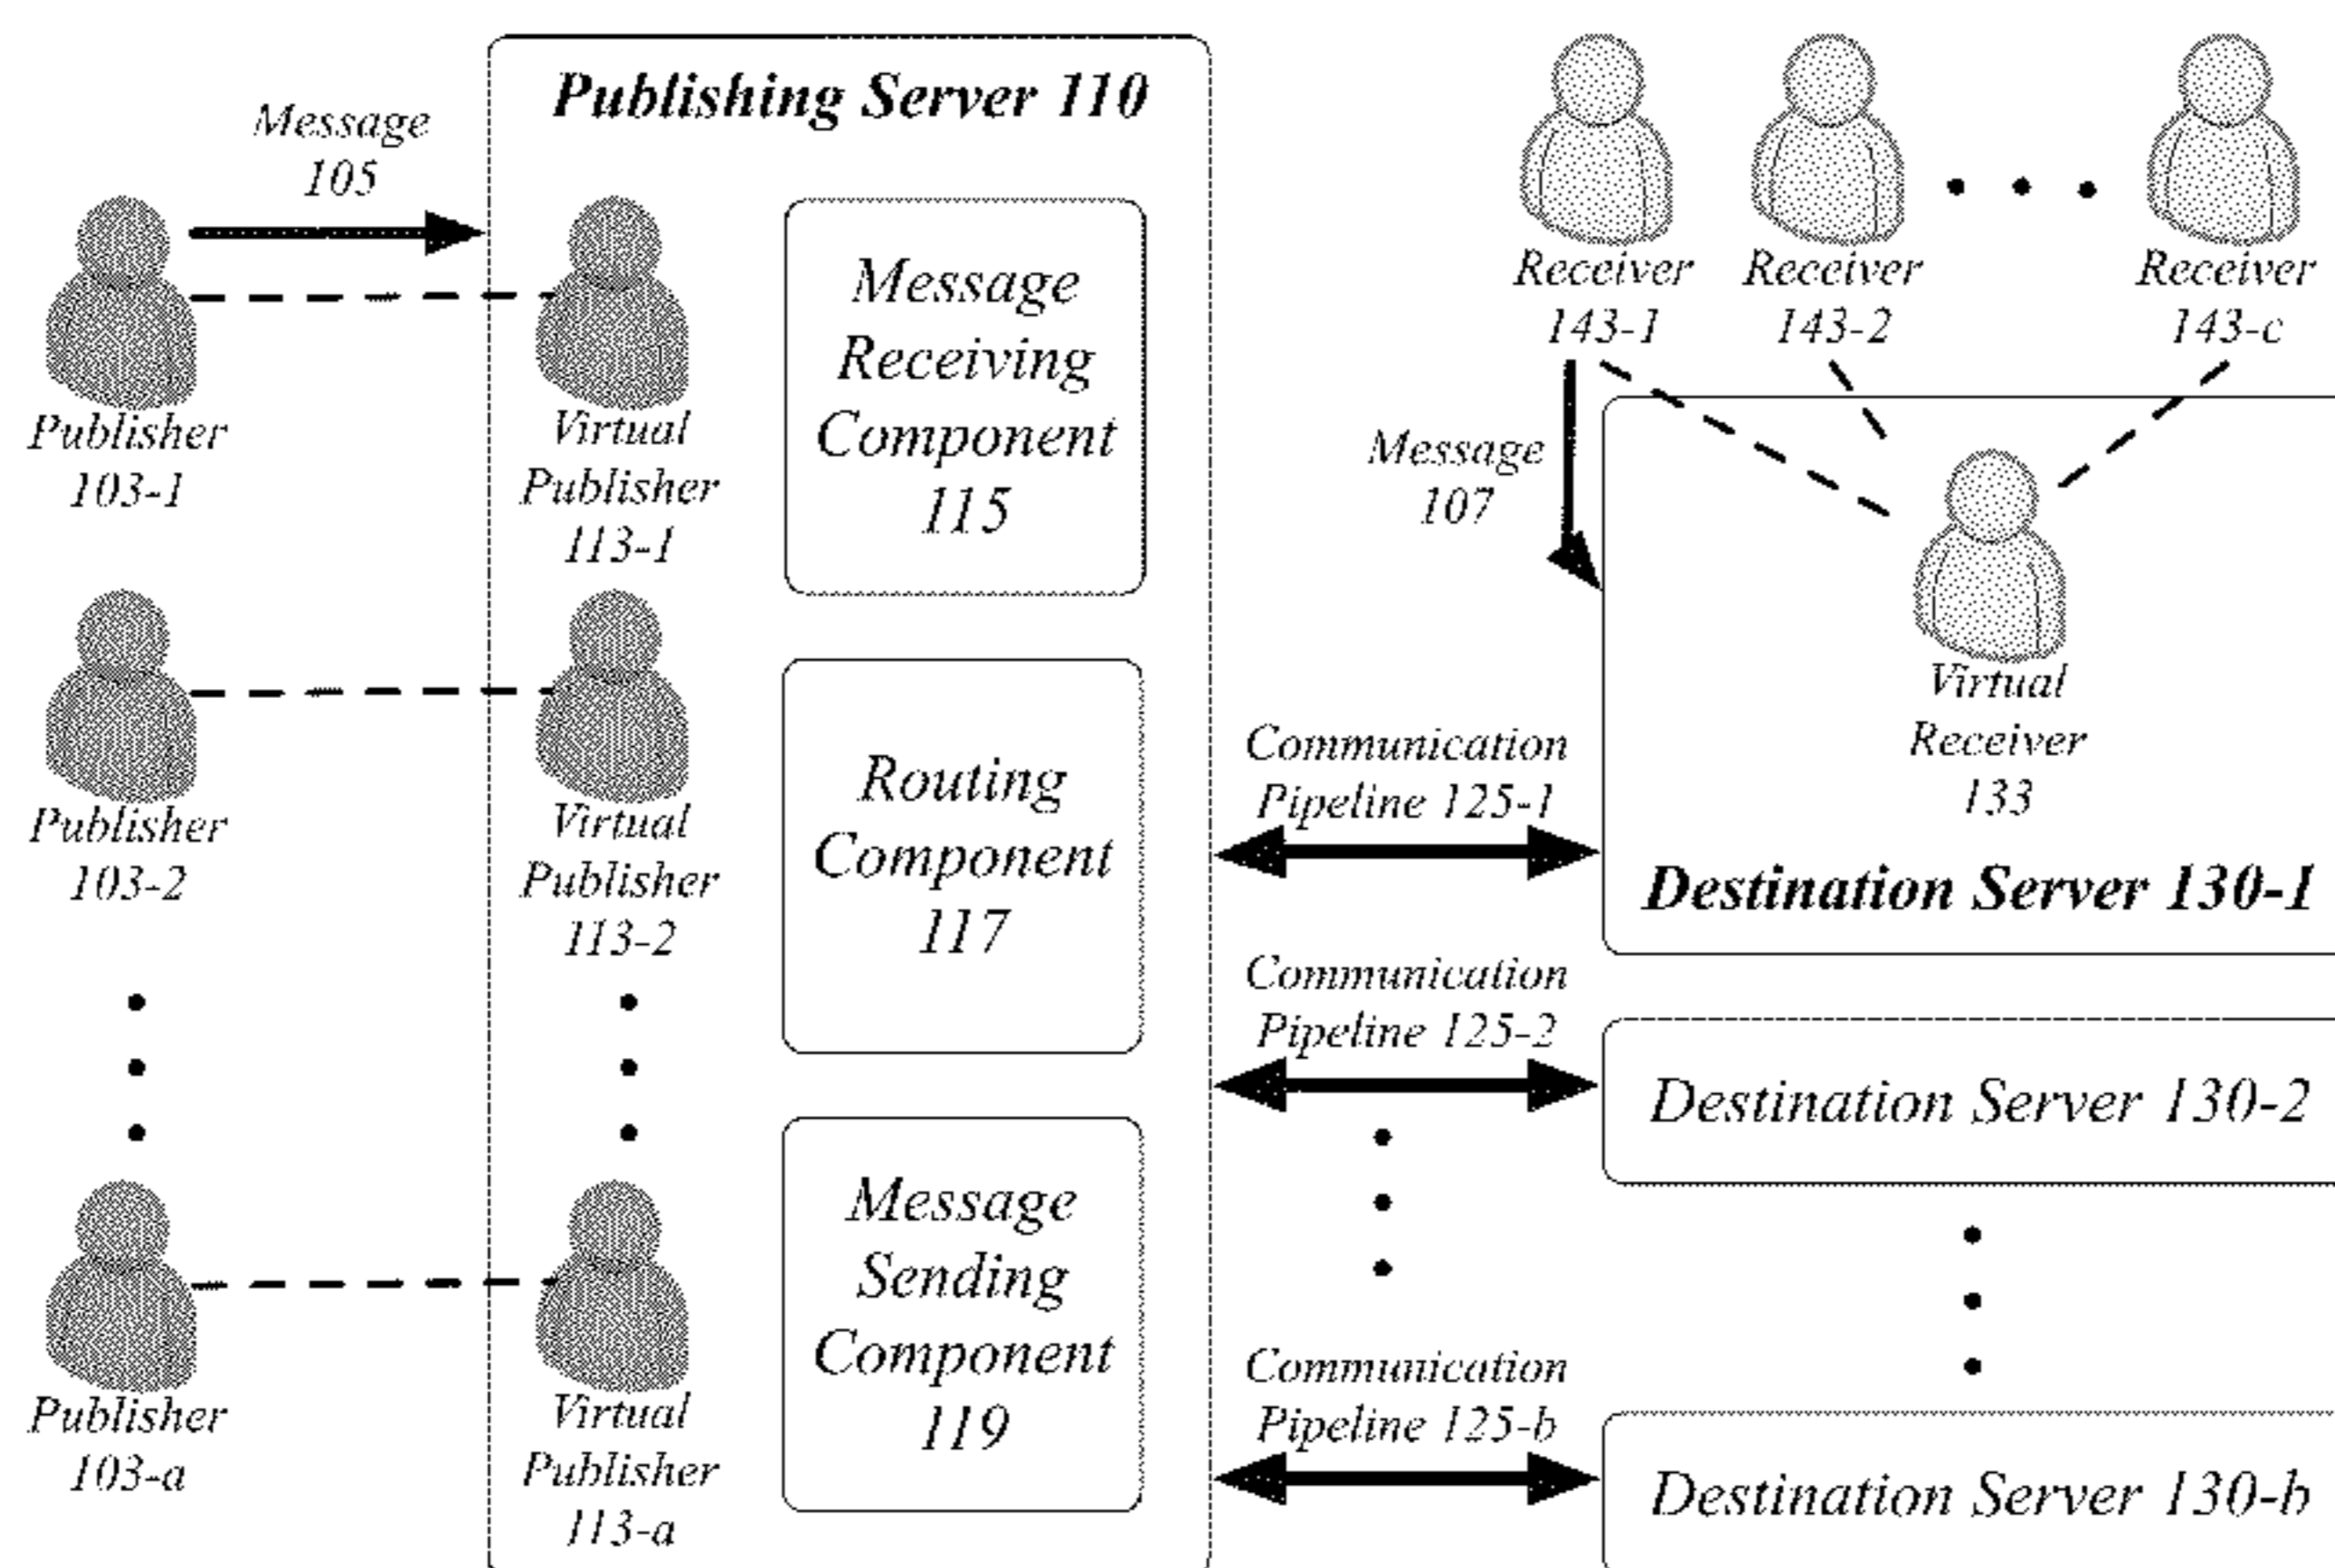 Publishing Server 110
Message
105
Publisher
103-1
Virtual
Publisher
113-1
Message
Receiving
Component
115
Publisher
103-2
Virtual
Publisher
113-2
Routing
Component
117
Publisher
103-a
Virtual
Publisher
113-a
Message
Sending
Component
119
Receiver
143-1
Receiver
143-2
Receiver
143-c
Message
107
Virtual
Receiver
133
Destination Server 130-1
Communication
Pipeline 125-1
Communication
Pipeline 125-2
Destination Server 130-2
Communication
Pipeline 125-b
Destination Server 130-b